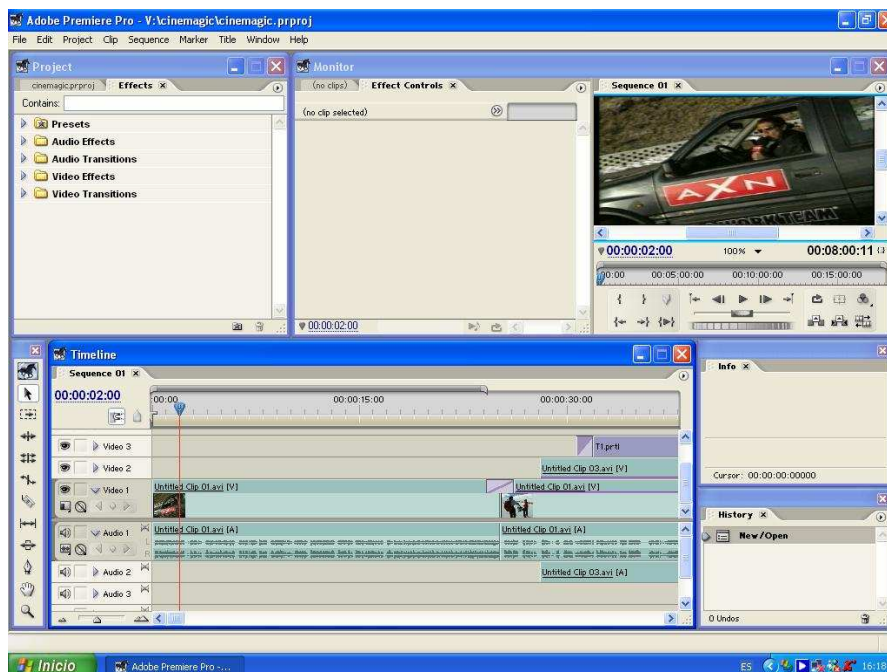 Adobe Premiere Pro - V:\cinemagic\cinemagic.prproj
File Edit Project Clip Sequence Marker Title Window Help
Project
cinemagic.prproj Effects
Contains:
Presets
Audio Effects
Audio Transitions
Video Effects
Video Transitions
Monitor
(no clips) Effect Controls
(no clip selected)
00:00:02:00
Sequence 01
AXN
WORK TEAM
00:00:02:00 100% 00:08:00:11
00:00 00:05:00:00 00:10:00:00 00:15:00:00
Timeline
Sequence 01
00:00:02:00
00:00 00:00:15:00 00:00:30:00
Video 3 T1.prtl
Video 2 Untitled Clip 03.avi [V]
Video 1 Untitled Clip 01.avi [V] Untitled Clip 01.avi [V]
Audio 1 Untitled Clip 01.avi [A] Untitled Clip 01.avi [A]
L
R
Audio 2 Untitled Clip 03.avi [A]
Audio 3
Info
Cursor: 00:00:00:00000
History
New/Open
0 Undos
Inicio Adobe Premiere Pro -... ES 16:18